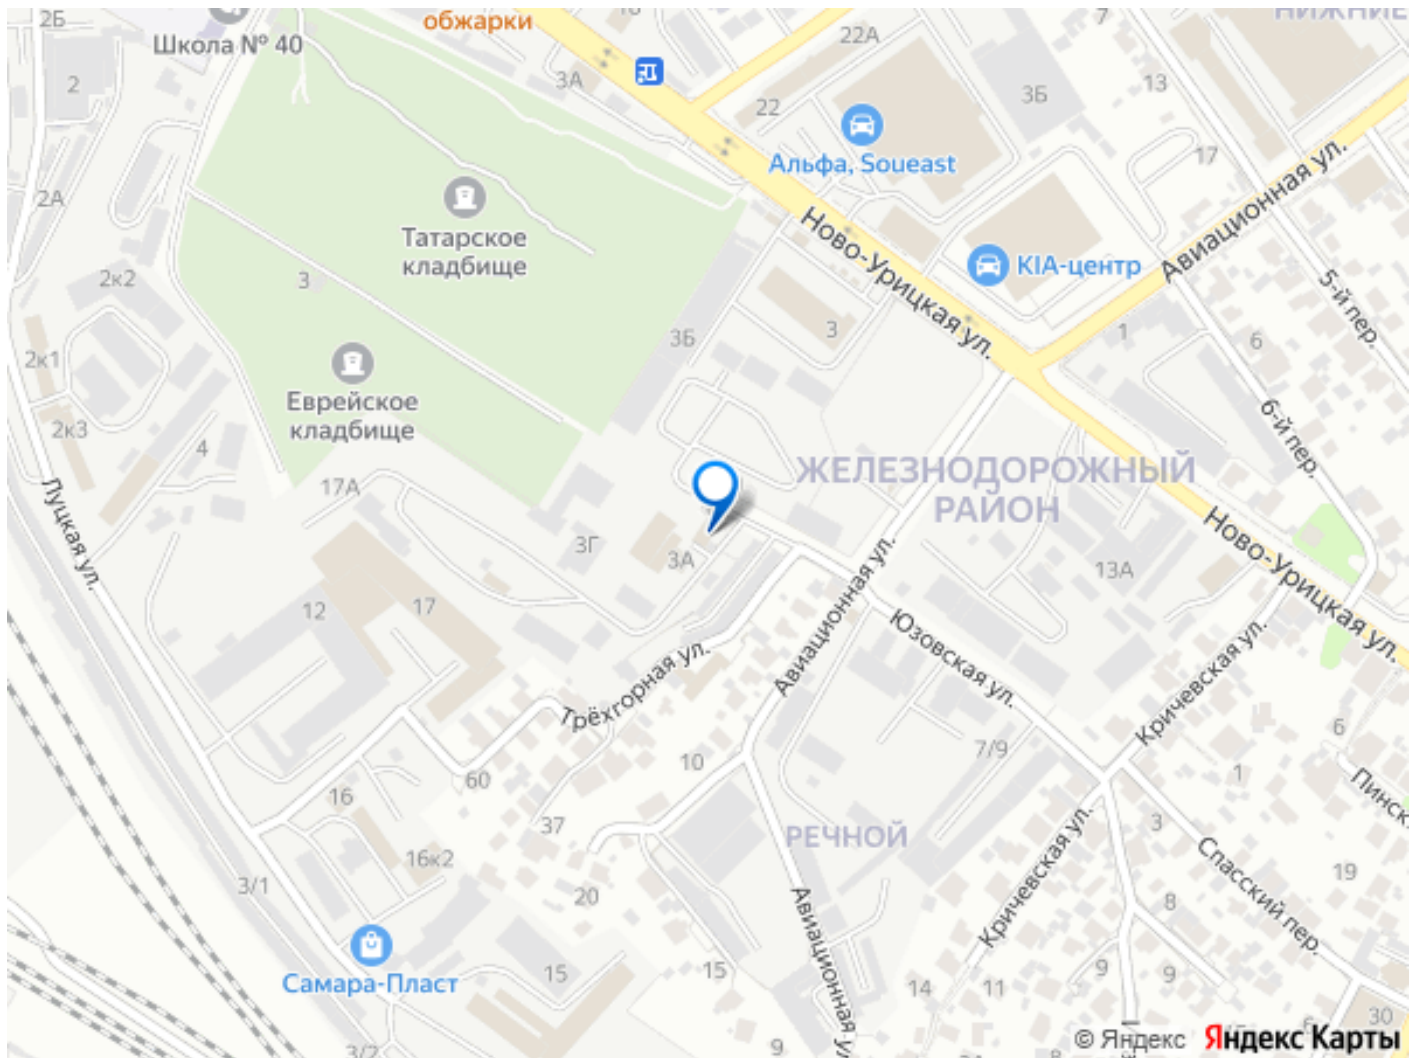 2Б
обжарки
16
7
НИЖНИЕ
Школа № 40
22А
3А
2
13
3Б
22
Альфа, Soueast
17
2А
Татарское
кладбище
Ново-Урицкая ул.
Авиационная ул.
KIA-центр
2к2
3
5-й пер.
3
3Б
1
6
2к1
Еврейское
кладбище
6-й пер.
2к3
4
ЖЕЛЕЗНОДОРОЖНЫЙ
РАЙОН
17А
Луцкая ул.
Ново-Урицкая ул.
3Г
3А
13А
Авиационная ул.
12
17
Юзовская ул.
Кричевская ул.
Трёхгорная ул.
6
7/9
10
1
60
Пинск
16
37
3
РЕЧНОЙ
Кричевская ул.
Спасский пер.
16к2
19
3/1
20
8
Авиационная ул
Самара-Пласт
15
15
9
9
14
11
30
3/2
9
© Яндекс Яндекс Карты